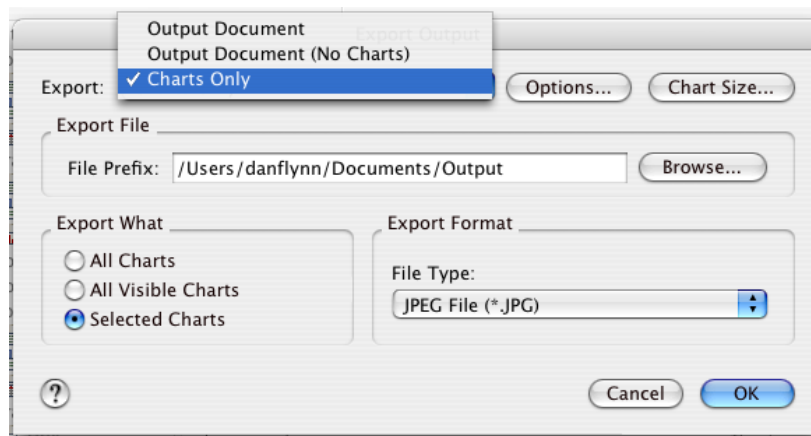 Export Output
Output Document
Output Document (No Charts)
✓ Charts Only
Export:
Options...
Chart Size...
Export File
File Prefix: /Users/danflynn/Documents/Output
Browse...
Export What
All Charts
All Visible Charts
Selected Charts
Export Format
File Type:
JPEG File (*.JPG)
?
Cancel
OK